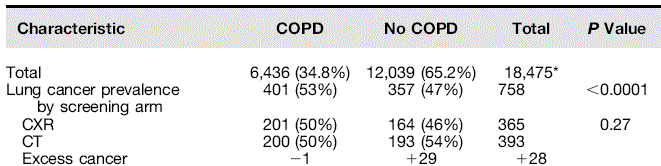 Characteristic COPD No COPD Total P Value
Total 6,436 (34.8%) 12,039 (65.2%) 18,475*
Lung cancer prevalence 401 (53%) 357 (47%) 758 <0.0001
by screening arm
CXR 201 (50%) 164 (46%) 365 0.27
CT 200 (50%) 193 (54%) 393
Excess cancer −1 +29 +28